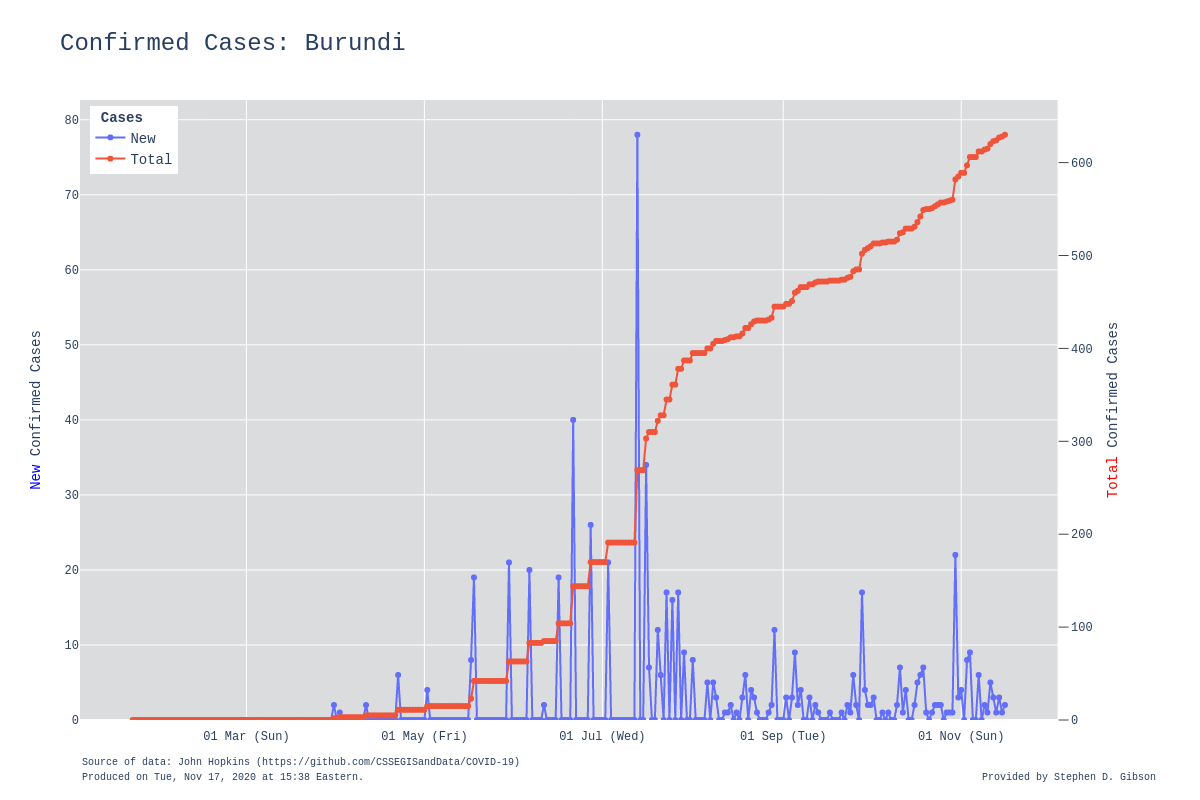 Confirmed Cases: Burundi
Cases
New
Total
80
70
60
50
40
30
20
10
0
New Confirmed Cases
600
500
400
300
200
100
0
Total Confirmed Cases
01 Mar (Sun)
01 May (Fri)
01 Jul (Wed)
01 Sep (Tue)
01 Nov (Sun)
Source of data: John Hopkins (https://github.com/CSSEGISandData/COVID-19)
Produced on Tue, Nov 17, 2020 at 15:38 Eastern.
Provided by Stephen D. Gibson